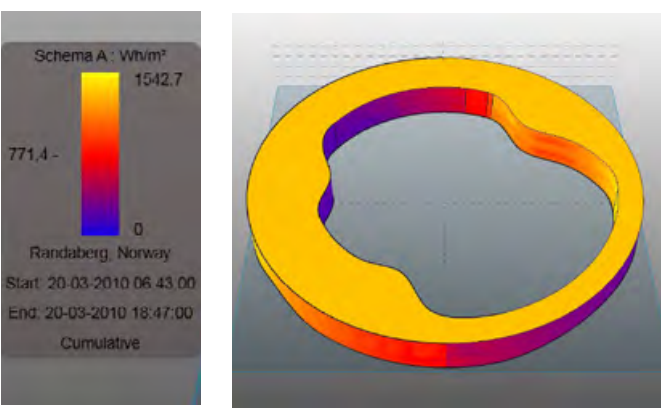 Schema A : Wh/m²
1542.7
771,4 -
0
Randaberg, Norway
Start: 20-03-2010 06:43:00
End: 20-03-2010 18:47:00
Cumulative